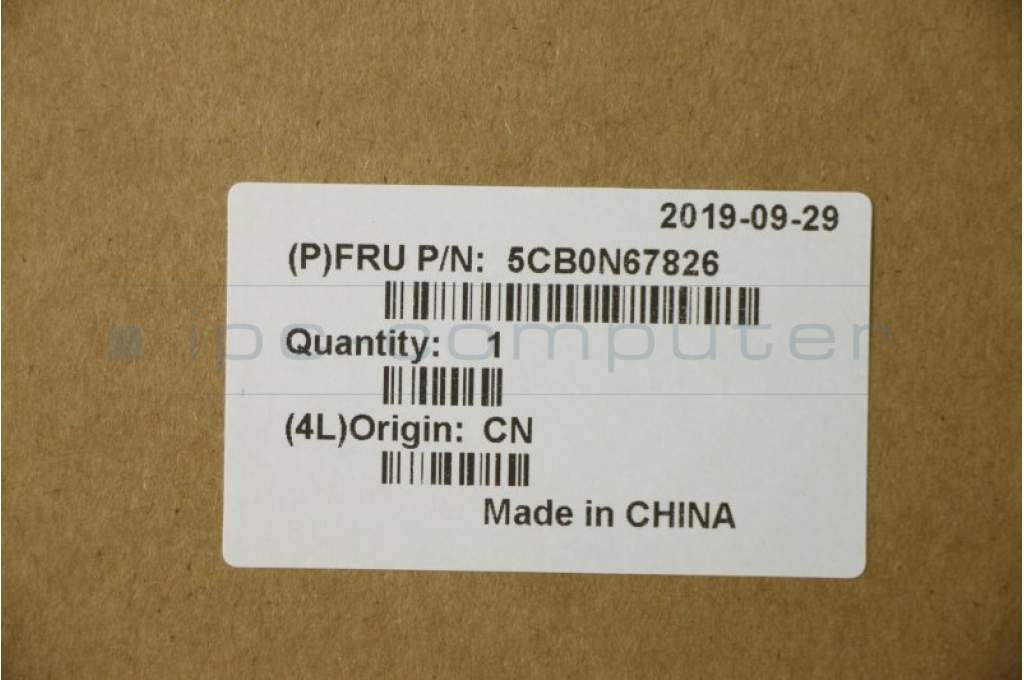 2019-09-29
(P)FRU P/N: 5CB0N67826
ipc-computer
Quantity: 1
(4L)Origin: CN
Made in CHINA